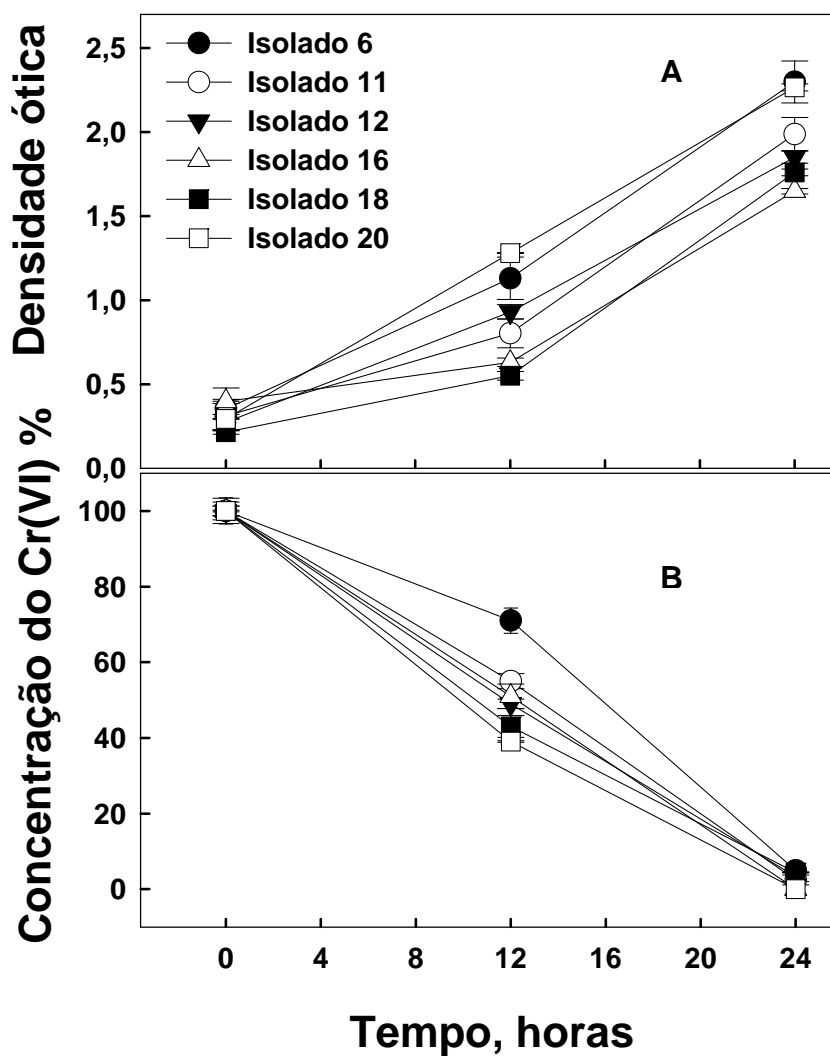 Densidade ótica
2,5
2,0
1,5
1,0
0,5
0,0
Isolado 6
Isolado 11
Isolado 12
Isolado 16
Isolado 18
Isolado 20
A
Concentração do Cr(VI) %
100
80
60
40
20
0
B
0 4 8 12 16 20 24
Tempo, horas